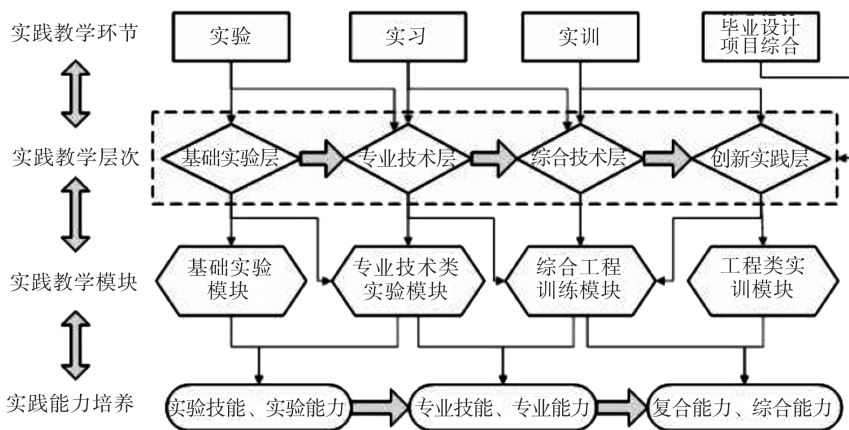 实践教学环节
实验
实习
实训
毕业设计
项目综合
实践教学层次
基础实验层
专业技术层
综合技术层
创新实践层
实践教学模块
基础实验
模块
专业技术类
实验模块
综合工程
训练模块
工程类实
训模块
实践能力培养
实验技能、实验能力
专业技能、专业能力
复合能力、综合能力